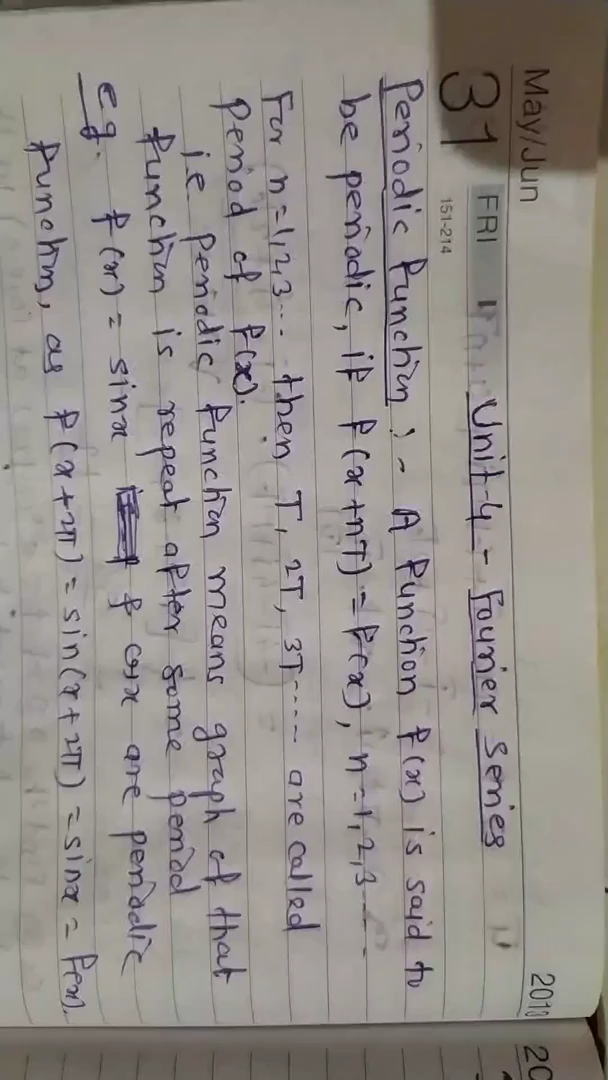 May/Jun
31 FRI
151-214
Unit-4 - Fourier Series
Periodic Function :- A Function f(x) is said to
be periodic, if f(x+nT) = f(x), n=1,2,3----
For n=1,2,3... then T, 2T, 3T---- are called
period of f(x).
i.e periodic function means graph of that
function is repeat after some period
eg. f(x) = sinx & cosx are periodic
function, as f(x+2π) = sin(x+2π) = sinx = f(x).
20